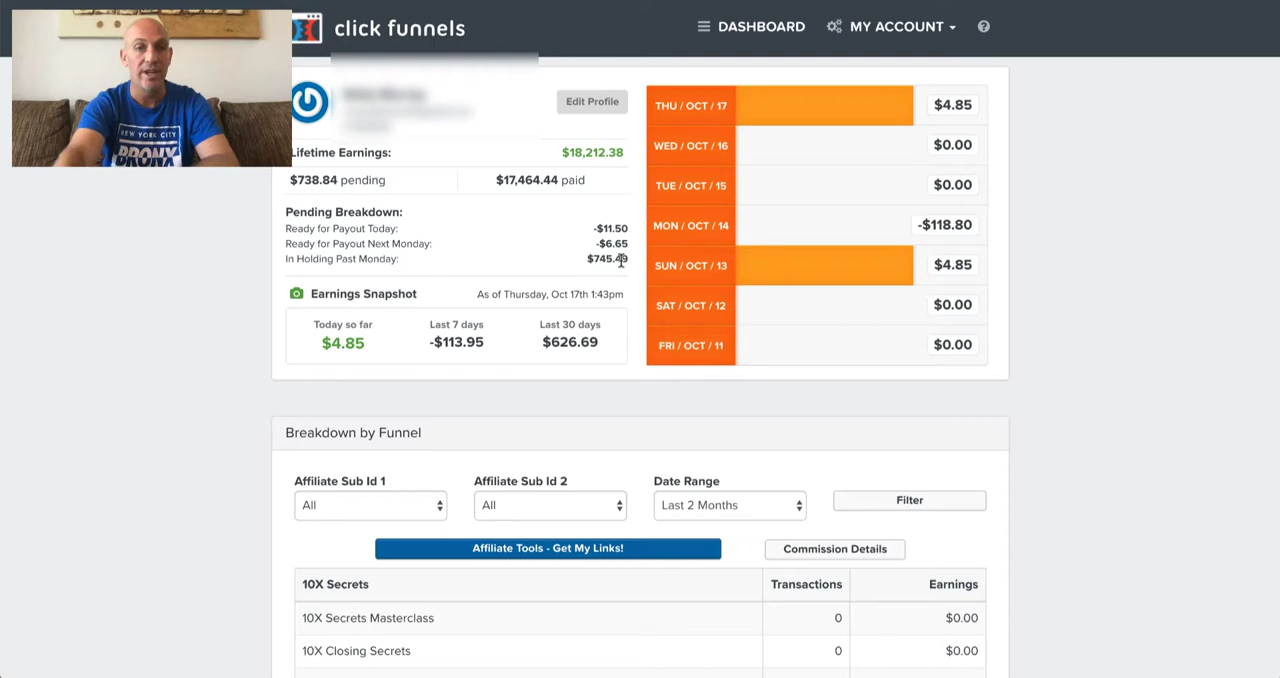 click funnels
DASHBOARD
MY ACCOUNT
NEW YORK CITY
BRONX
Edit Profile
Lifetime Earnings: $18,212.38
$738.84 pending $17,464.44 paid
Pending Breakdown:
Ready for Payout Today: -$11.50
Ready for Payout Next Monday: -$6.65
In Holding Past Monday: $745.49
Earnings Snapshot As of Thursday, Oct 17th 1:43pm
Today so far Last 7 days Last 30 days
$4.85 -$113.95 $626.69
THU / OCT / 17 $4.85
WED / OCT / 16 $0.00
TUE / OCT / 15 $0.00
MON / OCT / 14 -$118.80
SUN / OCT / 13 $4.85
SAT / OCT / 12 $0.00
FRI / OCT / 11 $0.00
Breakdown by Funnel
Affiliate Sub Id 1 Affiliate Sub Id 2 Date Range
All All Last 2 Months Filter
Affiliate Tools - Get My Links! Commission Details
10X Secrets Transactions Earnings
10X Secrets Masterclass 0 $0.00
10X Closing Secrets 0 $0.00